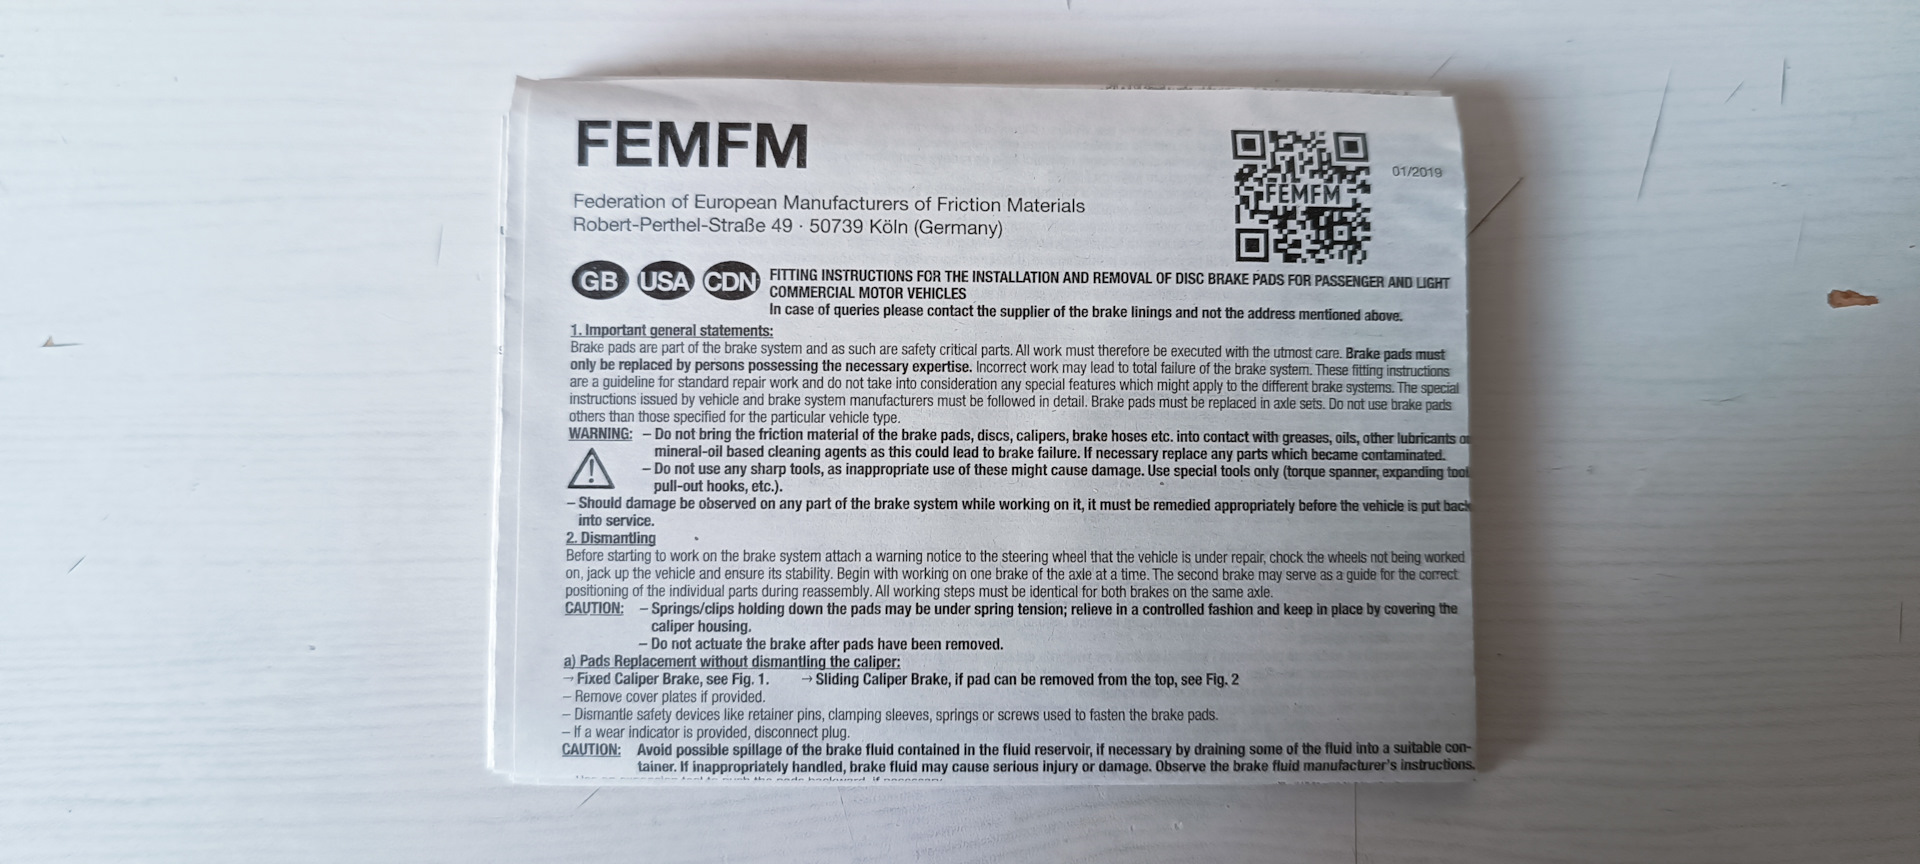 FEMFM
Federation of European Manufacturers of Friction Materials
Robert-Perthel-Straße 49 · 50739 Köln (Germany)
FEMFM
01/2019
GB USA CDN FITTING INSTRUCTIONS FOR THE INSTALLATION AND REMOVAL OF DISC BRAKE PADS FOR PASSENGER AND LIGHT
COMMERCIAL MOTOR VEHICLES
In case of queries please contact the supplier of the brake linings and not the address mentioned above.
1. Important general statements:
Brake pads are part of the brake system and as such are safety critical parts. All work must therefore be executed with the utmost care. Brake pads must
only be replaced by persons possessing the necessary expertise. Incorrect work may lead to total failure of the brake system. These fitting instructions
are a guideline for standard repair work and do not take into consideration any special features which might apply to the different brake systems. The special
instructions issued by vehicle and brake system manufacturers must be followed in detail. Brake pads must be replaced in axle sets. Do not use brake pads
others than those specified for the particular vehicle type.
WARNING: – Do not bring the friction material of the brake pads, discs, calipers, brake hoses etc. into contact with greases, oils, other lubricants or
mineral-oil based cleaning agents as this could lead to brake failure. If necessary replace any parts which became contaminated.
– Do not use any sharp tools, as inappropriate use of these might cause damage. Use special tools only (torque spanner, expanding tool
pull-out hooks, etc.).
– Should damage be observed on any part of the brake system while working on it, it must be remedied appropriately before the vehicle is put back
into service.
2. Dismantling
Before starting to work on the brake system attach a warning notice to the steering wheel that the vehicle is under repair, chock the wheels not being worked
on, jack up the vehicle and ensure its stability. Begin with working on one brake of the axle at a time. The second brake may serve as a guide for the correct
positioning of the individual parts during reassembly. All working steps must be identical for both brakes on the same axle.
CAUTION: – Springs/clips holding down the pads may be under spring tension; relieve in a controlled fashion and keep in place by covering the
caliper housing.
– Do not actuate the brake after pads have been removed.
a) Pads Replacement without dismantling the caliper:
→ Fixed Caliper Brake, see Fig. 1. → Sliding Caliper Brake, if pad can be removed from the top, see Fig. 2
– Remove cover plates if provided.
– Dismantle safety devices like retainer pins, clamping sleeves, springs or screws used to fasten the brake pads.
– If a wear indicator is provided, disconnect plug.
CAUTION: Avoid possible spillage of the brake fluid contained in the fluid reservoir, if necessary by draining some of the fluid into a suitable con-
tainer. If inappropriately handled, brake fluid may cause serious injury or damage. Observe the brake fluid manufacturer's instructions.